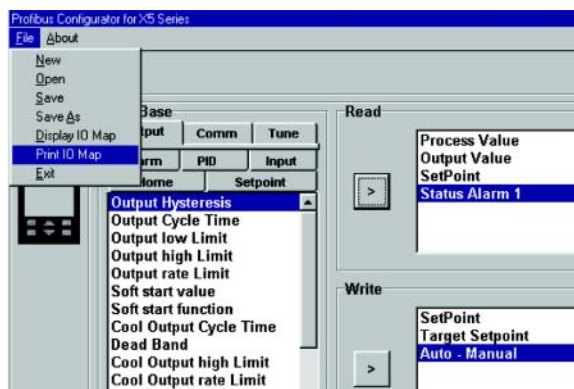 Profibus Configurator for X5 Series
File About
New
Open
Save
Save As
Display IO Map
Print IO Map
Exit
Base
Comm Tune
PID Input
Setpoint
Output Hysteresis
Output Cycle Time
Output low Limit
Output high Limit
Output rate Limit
Soft start value
Soft start function
Cool Output Cycle Time
Dead Band
Cool Output high Limit
Cool Output rate Limit
Read
>
Process Value
Output Value
SetPoint
Status Alarm 1
Write
>
SetPoint
Target Setpoint
Auto - Manual